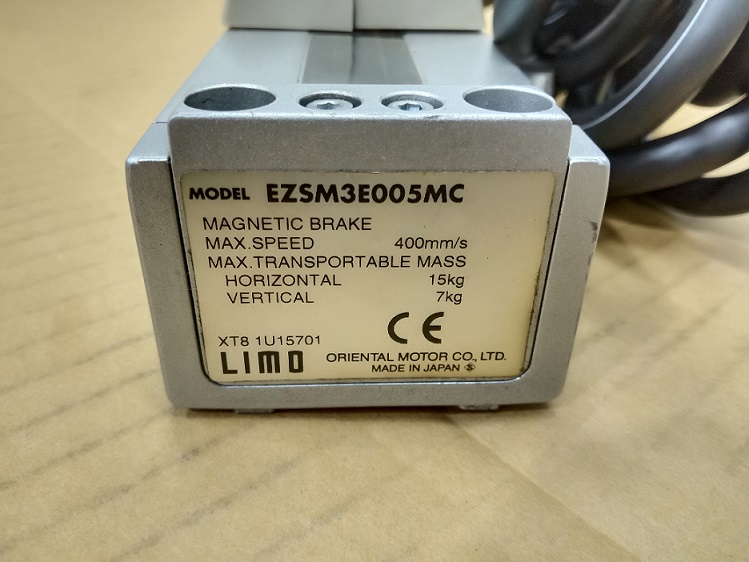 MODEL EZSM3E005MC
MAGNETIC BRAKE
MAX.SPEED 400mm/s
MAX.TRANSPORTABLE MASS
HORIZONTAL 15kg
VERTICAL 7kg
XT8 1U15701
CE
LIMO ORIENTAL MOTOR CO., LTD.
MADE IN JAPAN Ⓢ